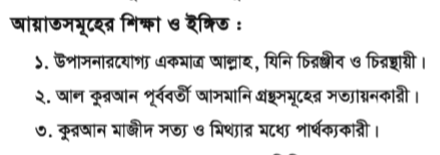 আয়াতসমূহের শিক্ষা ও ইঙ্গিত :
১. উপাসনারযোগ্য একমাত্র আল্লাহ, যিনি চিরঞ্জীব ও চিরস্থায়ী।
২. আল কুরআন পূর্ববর্তী আসমানি গ্রন্থসমূহের সত্যায়নকারী।
৩. কুরআন মাজীদ সত্য ও মিথ্যার মধ্যে পার্থক্যকারী।